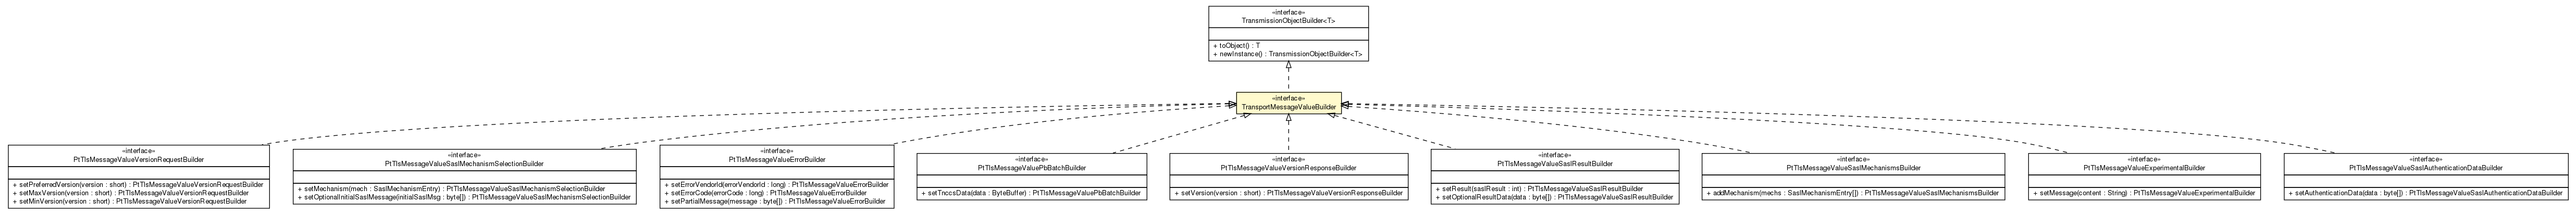 «interface»
TransmissionObjectBuilder<T>
+ toObject() : T
+ newInstance() : TransmissionObjectBuilder<T>
«interface»
TransportMessageValueBuilder
«interface»
PtTlsMessageValueVersionRequestBuilder
+ setPreferredVersion(version : short) : PtTlsMessageValueVersionRequestBuilder
+ setMaxVersion(version : short) : PtTlsMessageValueVersionRequestBuilder
+ setMinVersion(version : short) : PtTlsMessageValueVersionRequestBuilder
«interface»
PtTlsMessageValueSaslMechanismSelectionBuilder
+ setMechanism(mech : SaslMechanismEntry) : PtTlsMessageValueSaslMechanismSelectionBuilder
+ setOptionalInitialSaslMessage(initialSaslMsg : byte[]) : PtTlsMessageValueSaslMechanismSelectionBuilder
«interface»
PtTlsMessageValueErrorBuilder
+ setErrorVendorId(errorVendorId : long) : PtTlsMessageValueErrorBuilder
+ setErrorCode(errorCode : long) : PtTlsMessageValueErrorBuilder
+ setPartialMessage(message : byte[]) : PtTlsMessageValueErrorBuilder
«interface»
PtTlsMessageValuePbBatchBuilder
+ setTnccsData(data : ByteBuffer) : PtTlsMessageValuePbBatchBuilder
«interface»
PtTlsMessageValueVersionResponseBuilder
+ setVersion(version : short) : PtTlsMessageValueVersionResponseBuilder
«interface»
PtTlsMessageValueSaslResultBuilder
+ setResult(saslResult : int) : PtTlsMessageValueSaslResultBuilder
+ setOptionalResultData(data : byte[]) : PtTlsMessageValueSaslResultBuilder
«interface»
PtTlsMessageValueSaslMechanismsBuilder
+ addMechanism(mechs : SaslMechanismEntry[]) : PtTlsMessageValueSaslMechanismsBuilder
«interface»
PtTlsMessageValueExperimentalBuilder
+ setMessage(content : String) : PtTlsMessageValueExperimentalBuilder
«interface»
PtTlsMessageValueSaslAuthenticationDataBuilder
+ setAuthenticationData(data : byte[]) : PtTlsMessageValueSaslAuthenticationDataBuilder